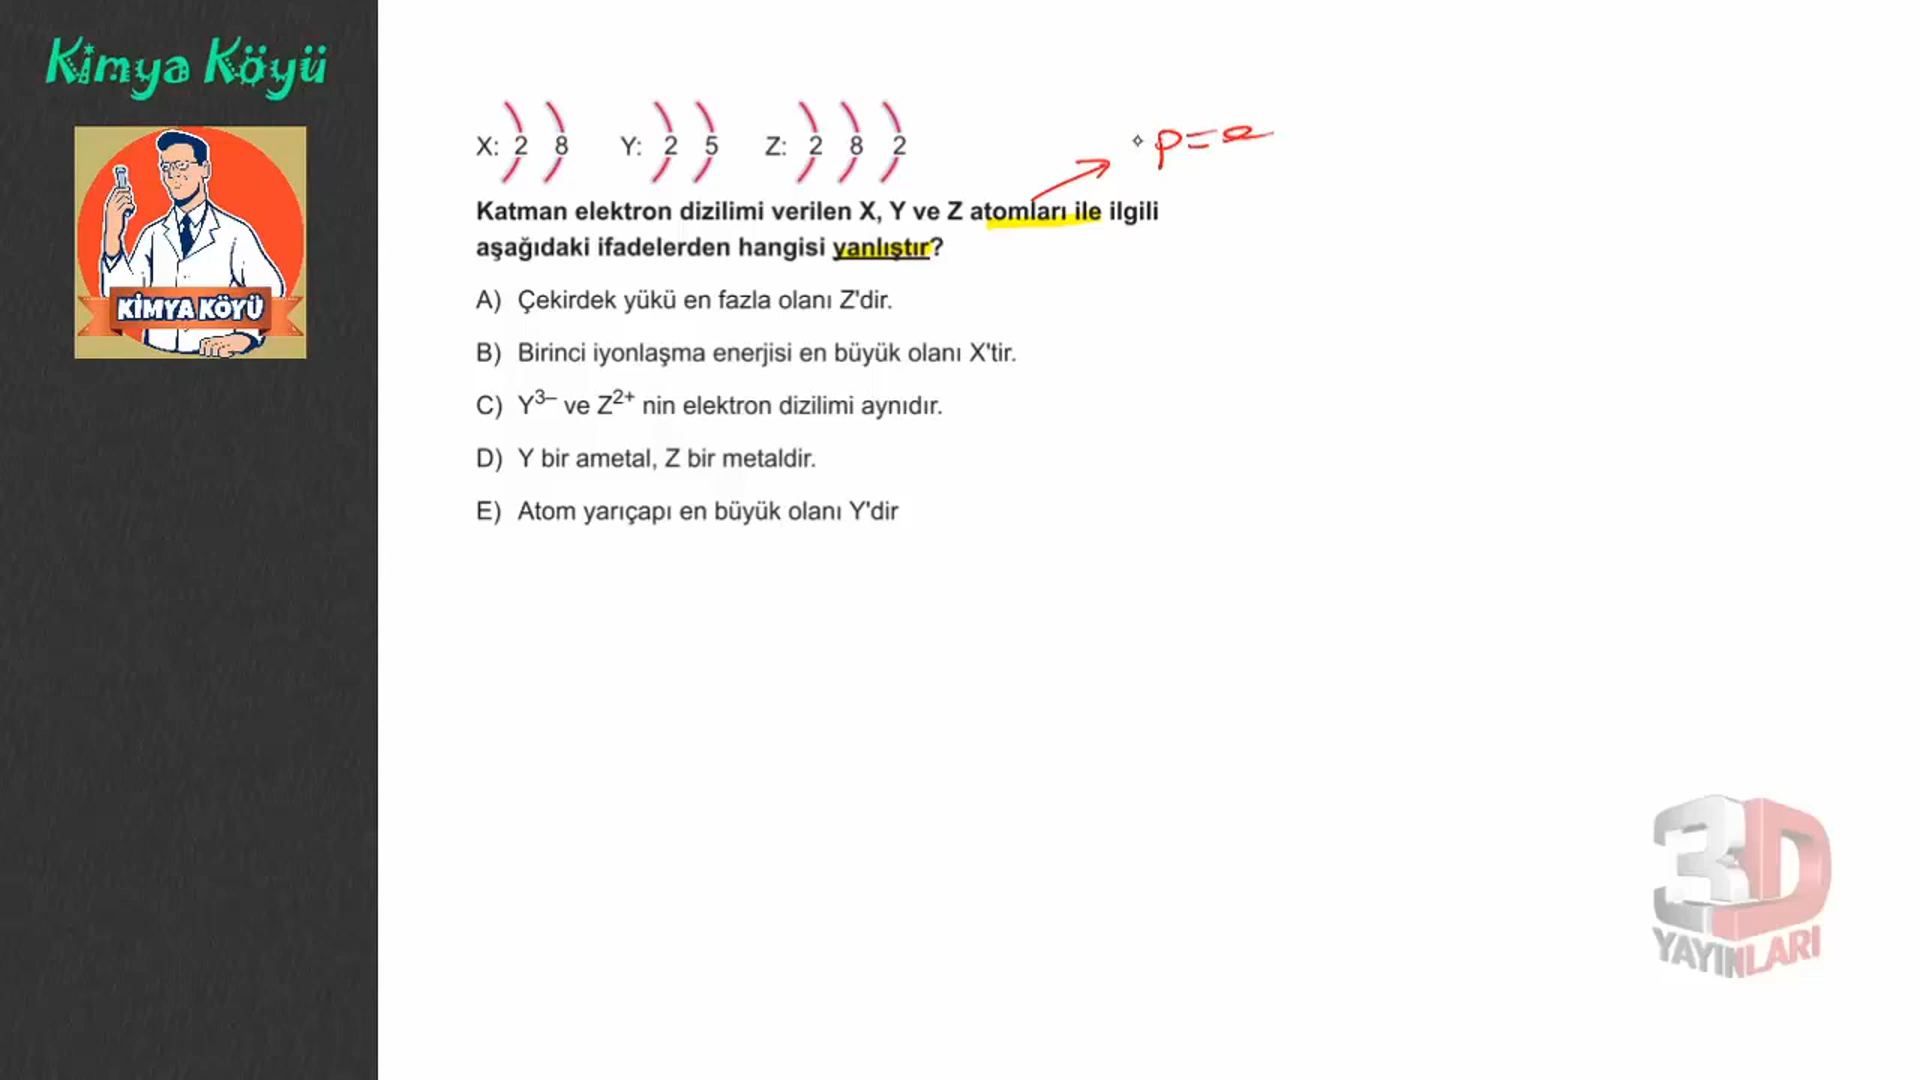 Kimya Köyü
KİMYA KÖYÜ
X: 2 8 Y: 2 5 Z: 2 8 2
p=e
Katman elektron dizilimi verilen X, Y ve Z atomları ile ilgili
aşağıdaki ifadelerden hangisi yanlıştır?
A) Çekirdek yükü en fazla olanı Z'dir.
B) Birinci iyonlaşma enerjisi en büyük olanı X'tir.
C) Y³⁻ ve Z²⁺ nin elektron dizilimi aynıdır.
D) Y bir ametal, Z bir metaldir.
E) Atom yarıçapı en büyük olanı Y'dir
3D
YAYINLARI